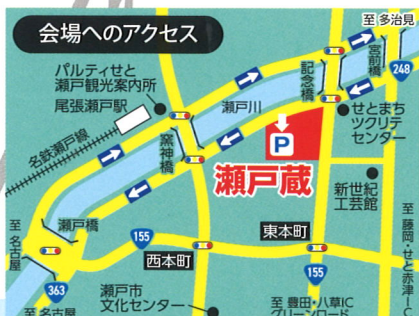 会場へのアクセス
至 多治見
パルティせと
瀬戸観光案内所
尾張瀬戸駅
名鉄瀬戸線
瀬戸川
窯神橋
記念橋
宮前橋
248
せとまち
ツクリテ
センター
P
瀬戸蔵
新世紀
工芸館
至 名古屋
瀬戸橋
155
西本町
東本町
155
363
至 名古屋
瀬戸市
文化センター
至 豊田・八草IC
グリーンロード
至 藤岡・せと赤津IC